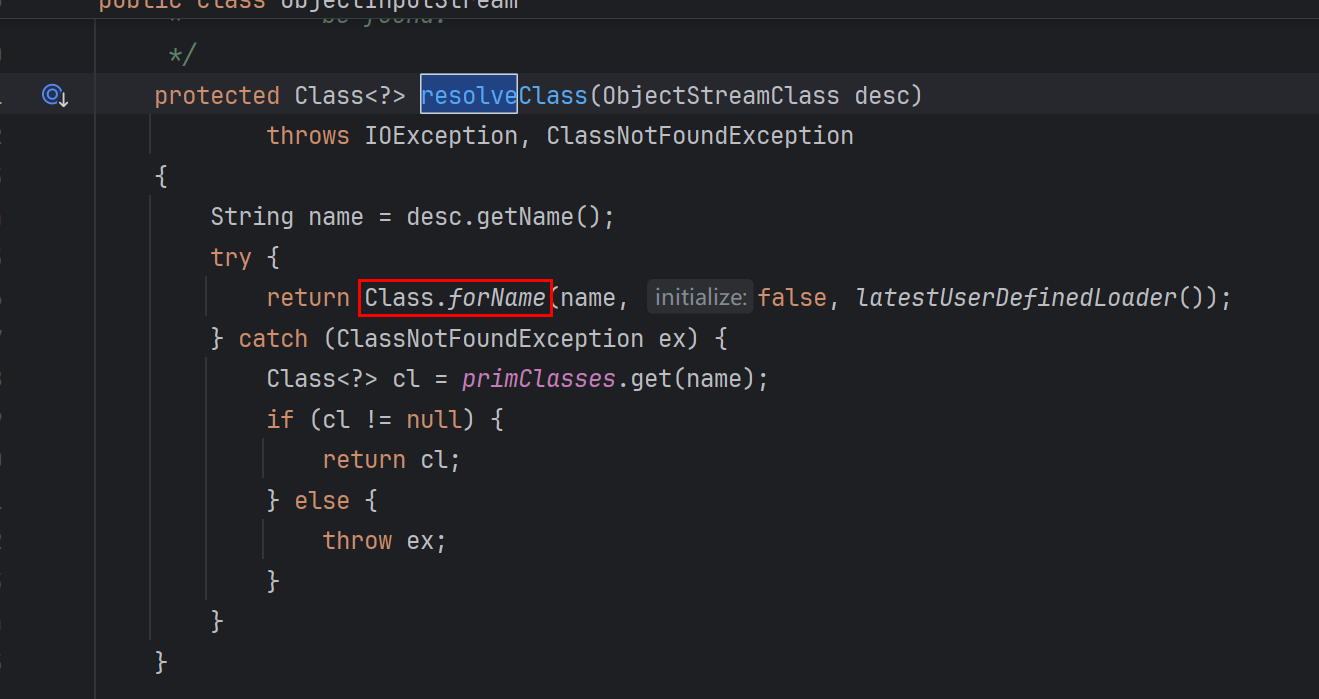 public class ObjectInputStream
* be found.
*/
protected Class<?> resolveClass(ObjectStreamClass desc)
throws IOException, ClassNotFoundException
{
String name = desc.getName();
try {
return Class.forName(name, initialize: false, latestUserDefinedLoader());
} catch (ClassNotFoundException ex) {
Class<?> cl = primClasses.get(name);
if (cl != null) {
return cl;
} else {
throw ex;
}
}
}